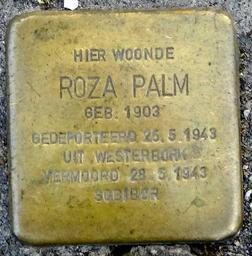 HIER WOONDE
ROZA PALM
GEB. 1903
GEDEPORTEERD 25.5.1943
UIT WESTERBORK
VERMOORD 28.5.1943
SOBIBOR